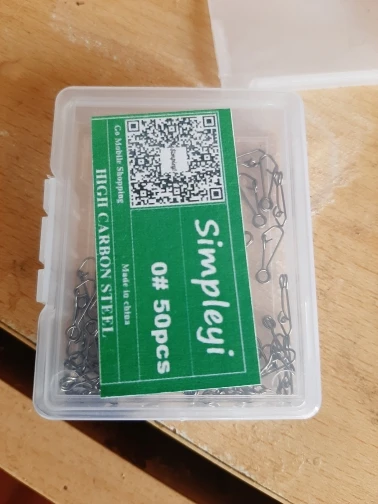 Simpleyi
0# 50pcs
Made in china
Go Mobile Shopping
HIGH CARBON STEEL